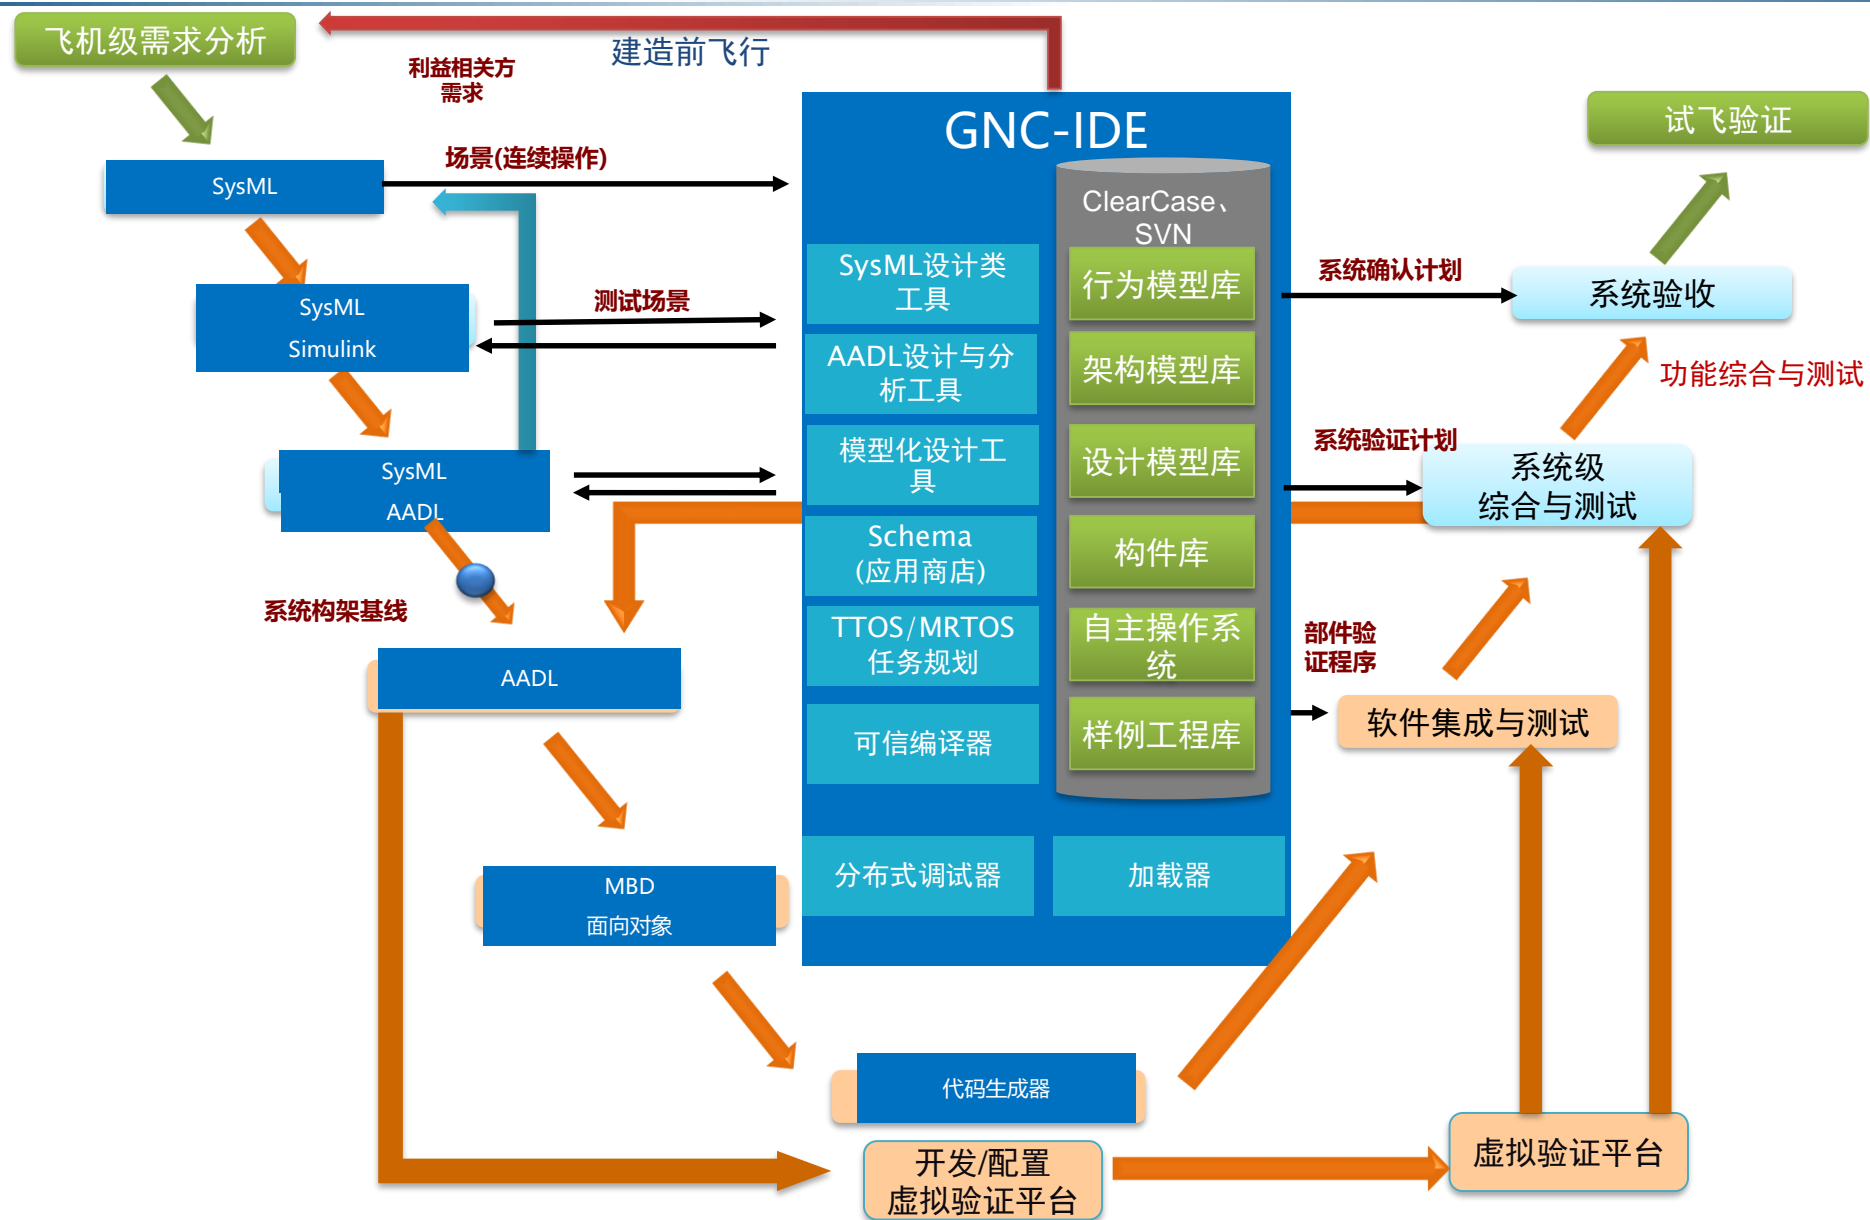 飞机级需求分析
建造前飞行
利益相关方
需求
GNC-IDE
试飞验证
场景(连续操作)
SysML
ClearCase、
SVN
SysML设计类
工具
行为模型库
系统确认计划
系统验收
测试场景
SysML
Simulink
AADL设计与分
析工具
架构模型库
功能综合与测试
模型化设计工
具
设计模型库
系统验证计划
系统级
综合与测试
SysML
AADL
Schema
(应用商店)
构件库
系统构架基线
TTOS/MRTOS
任务规划
自主操作系
统
部件验
证程序
AADL
可信编译器
样例工程库
软件集成与测试
MBD
面向对象
分布式调试器
加载器
代码生成器
开发/配置
虚拟验证平台
虚拟验证平台